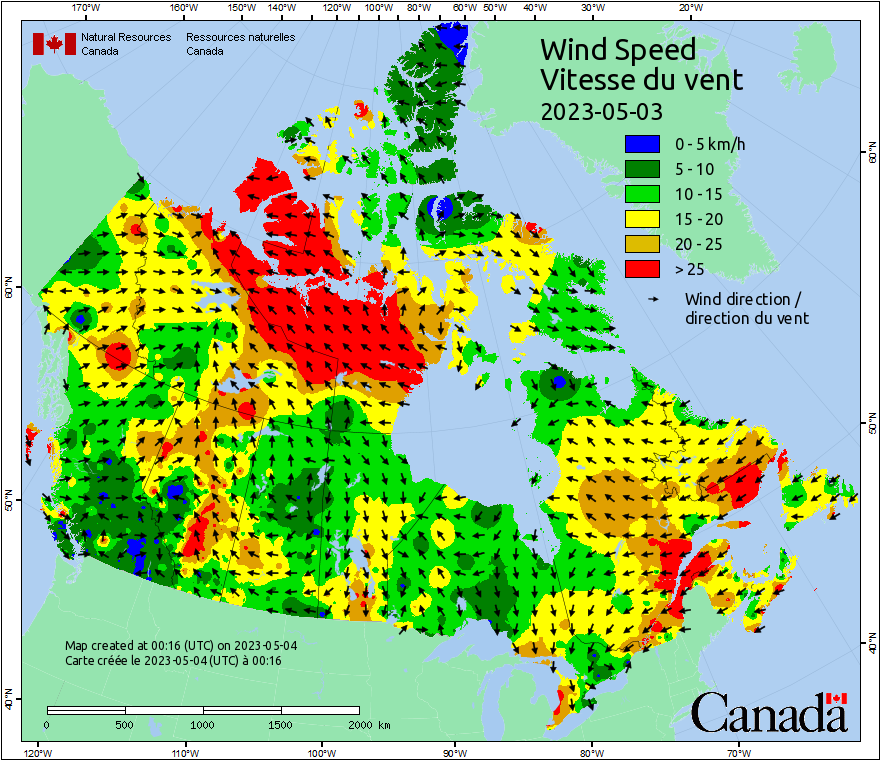 170°W 160°W 150°W 140°W 130°W 120°W 110°W 100°W 90°W 80°W 70°W 60°W 50°W 40°W 30°W 20°W
Natural Resources Ressources naturelles
Canada Canada
Wind Speed
Vitesse du vent
2023-05-03
0 - 5 km/h
5 - 10
10 - 15
15 - 20
20 - 25
> 25
Wind direction /
direction du vent
60°N
60°N
50°N
50°N
40°N
40°N
Map created at 00:16 (UTC) on 2023-05-04
Carte créée le 2023-05-04 (UTC) à 00:16
0 500 1000 1500 2000 km
Canada
120°W 110°W 100°W 90°W 80°W 70°W